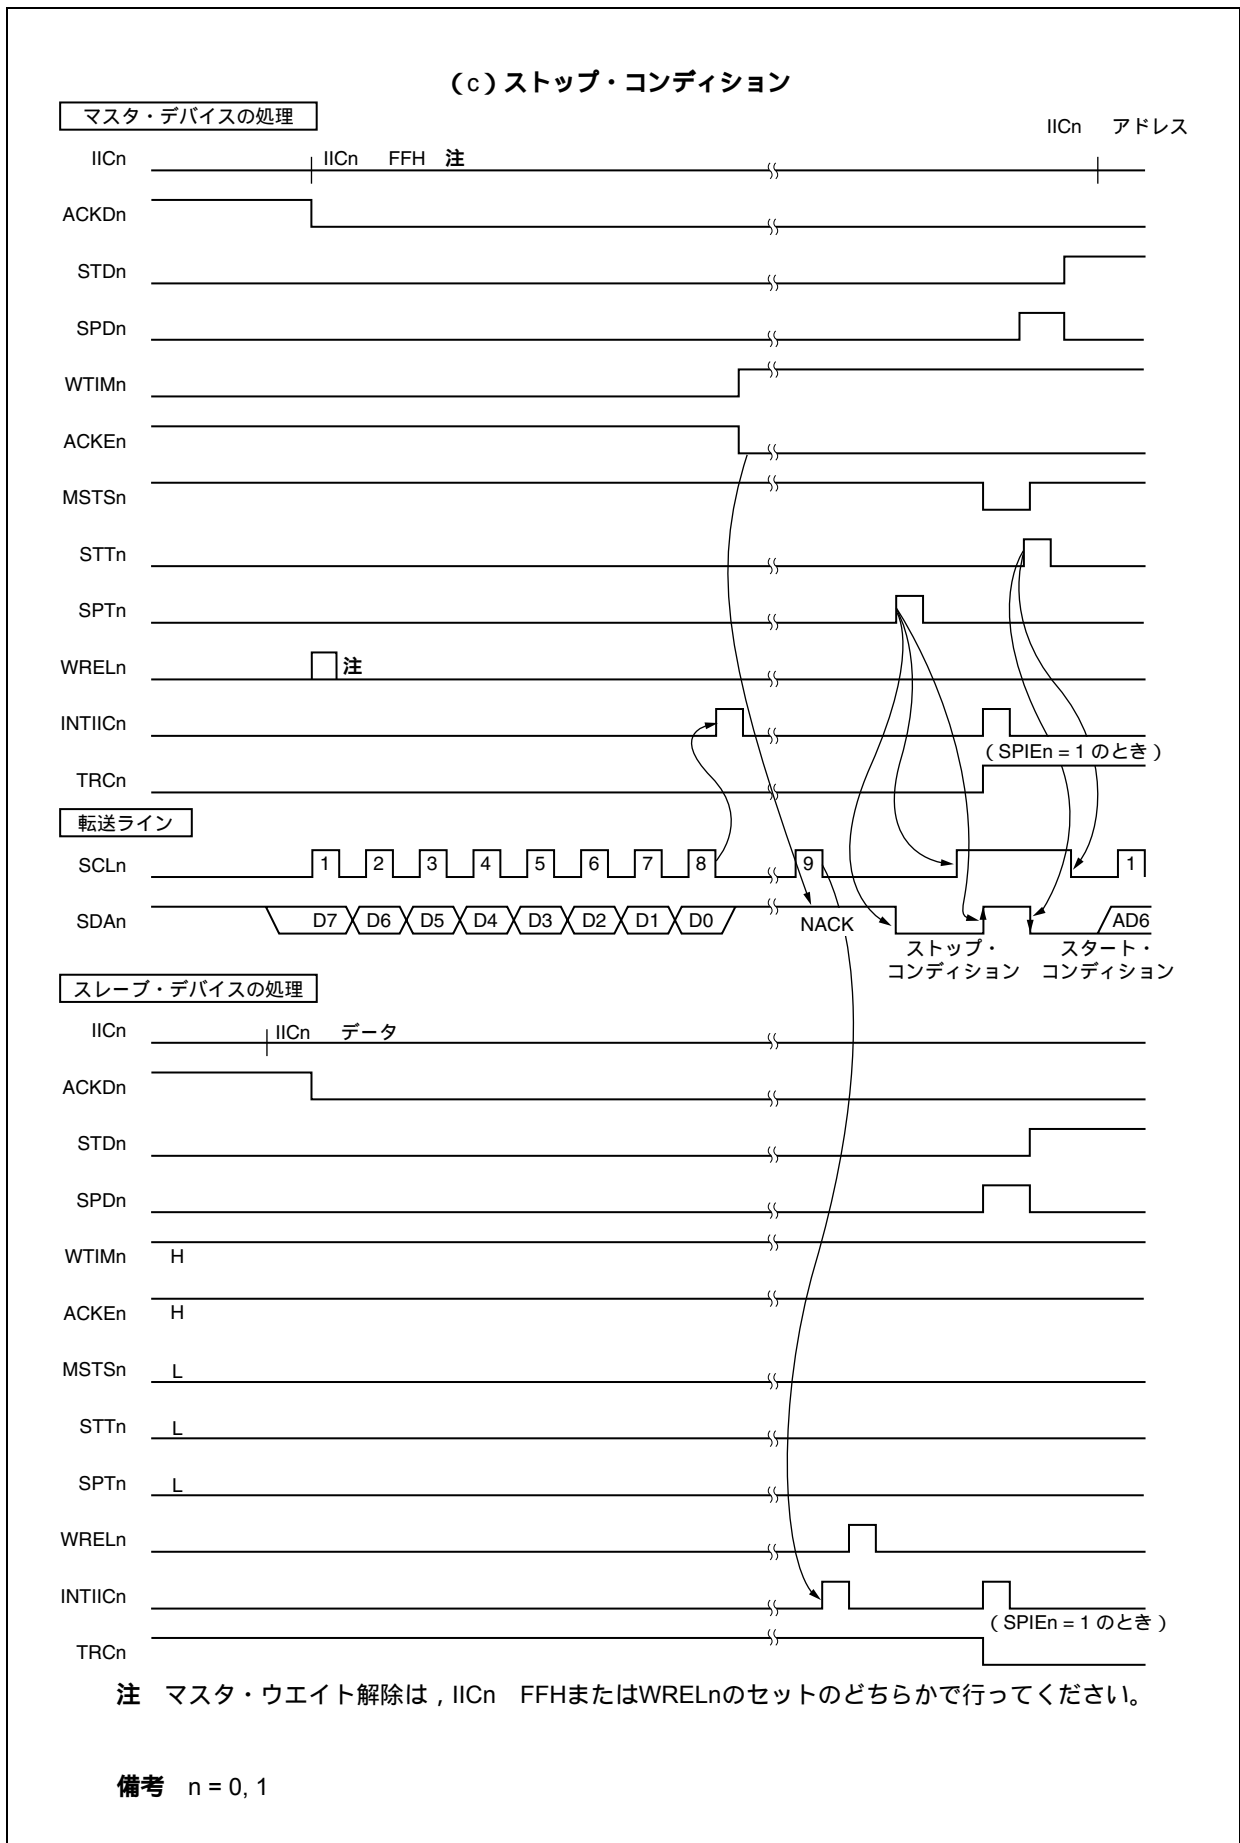 (c)ストップ・コンディション
マスタ・デバイスの処理
IICn アドレス
IICn
IICn FFH 注
ACKDn
STDn
SPDn
WTIMn
ACKEn
MSTSn
STTn
SPTn
WRELn
注
INTIICn
(SPIEn = 1 のとき)
TRCn
転送ライン
SCLn
1 2 3 4 5 6 7 8 9 1
SDAn
D7 D6 D5 D4 D3 D2 D1 D0 NACK AD6
ストップ・
コンディション
スタート・
コンディション
スレーブ・デバイスの処理
IICn
IICn データ
ACKDn
STDn
SPDn
WTIMn H
ACKEn H
MSTSn L
STTn L
SPTn L
WRELn
INTIICn
(SPIEn = 1 のとき)
TRCn
注 マスタ・ウエイト解除は,IICn FFHまたはWRELnのセットのどちらかで行ってください。
備考 n = 0, 1